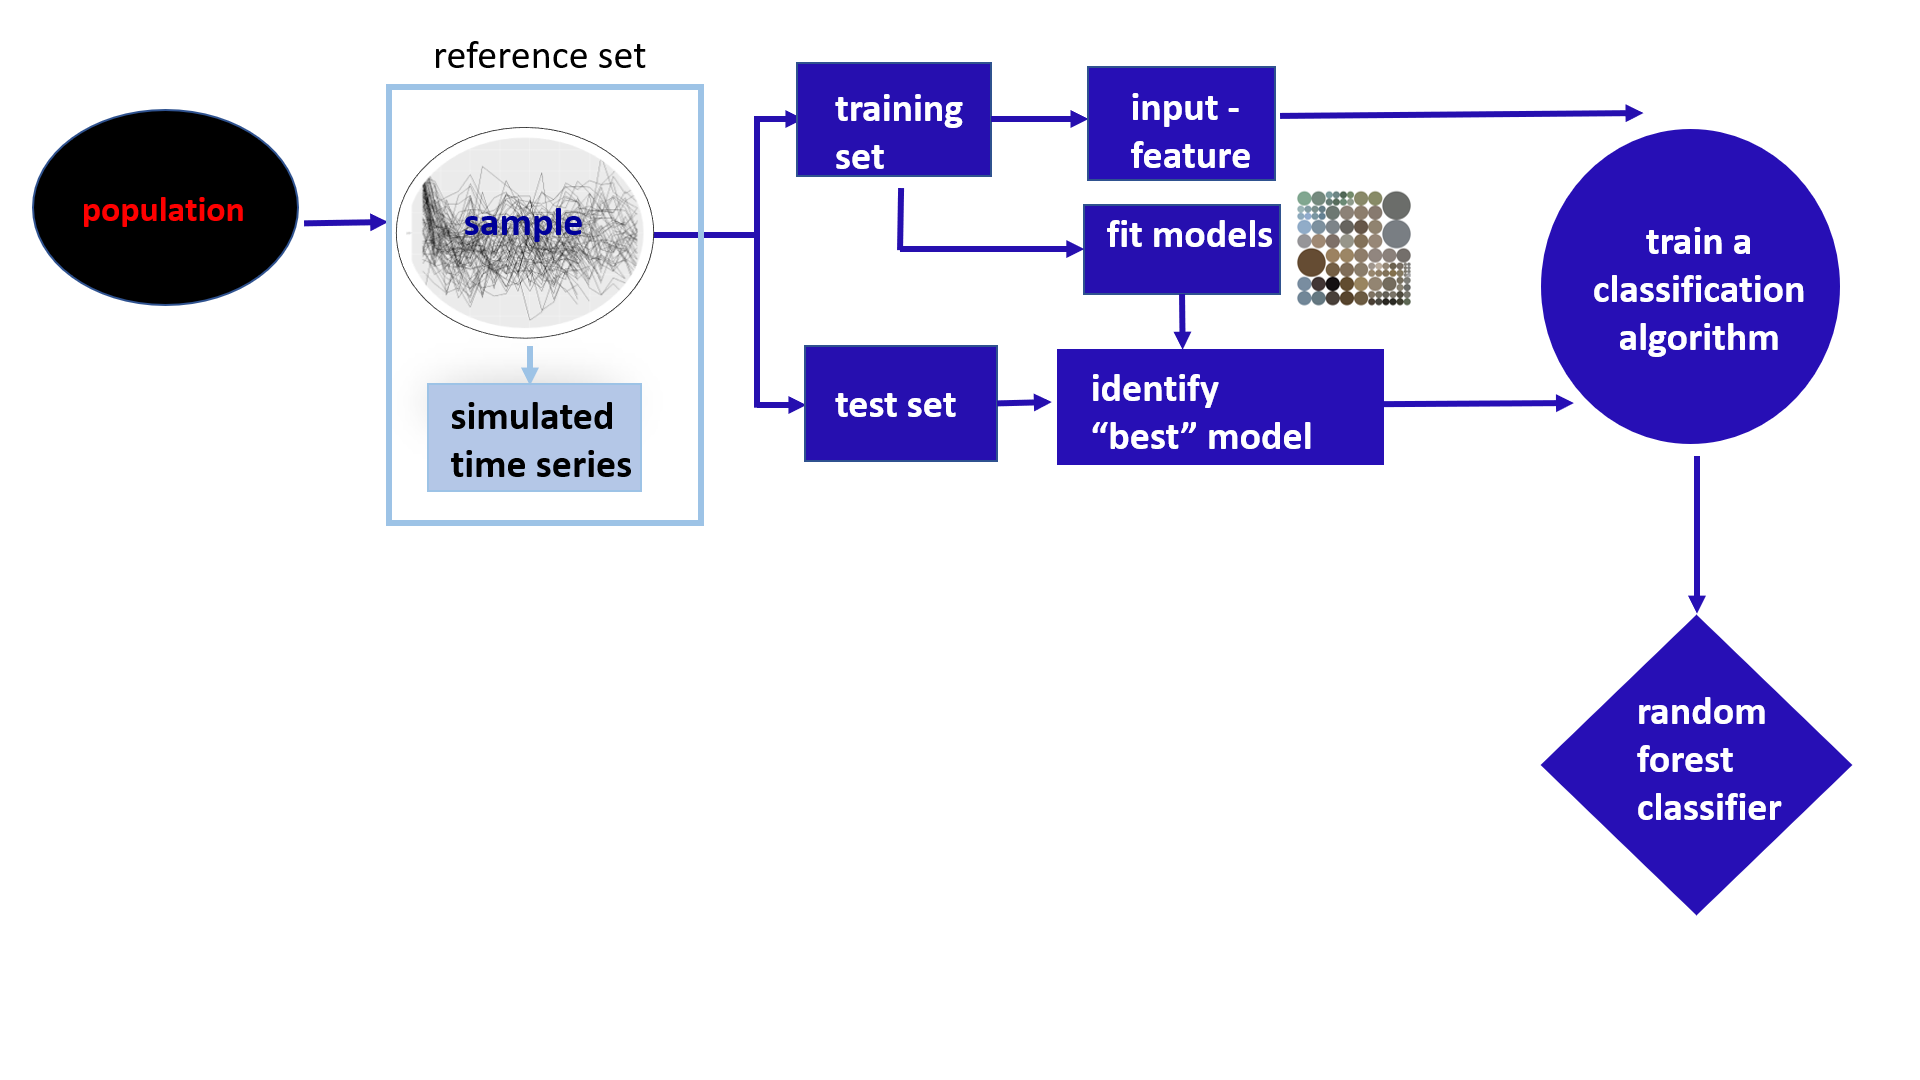 reference set
population
sample
simulated
time series
training
set
input -
feature
fit models
test set
identify
“best” model
train a
classification
algorithm
random
forest
classifier